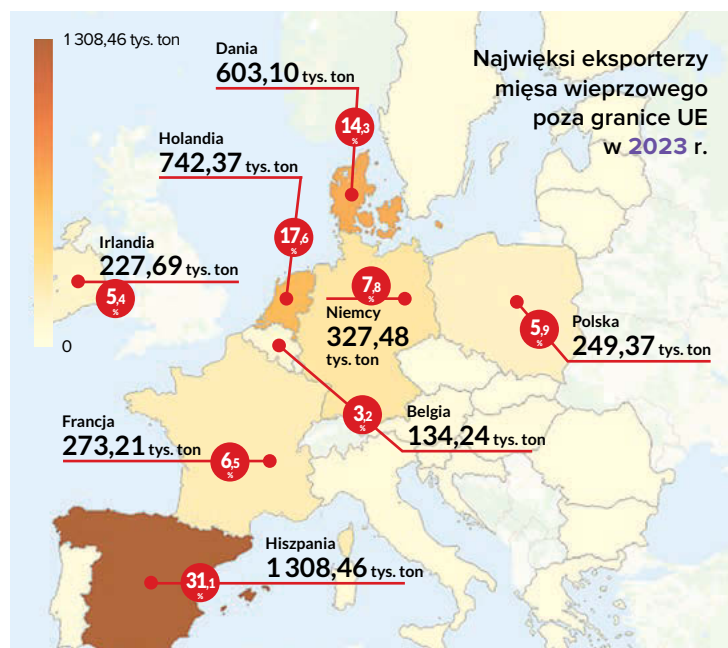 1 308,46 tys. ton
0
Największi eksporterzy
mięsa wieprzowego
poza granice UE
w 2023 r.
Dania
603,10 tys. ton
14,3 %
Holandia
742,37 tys. ton
17,6 %
Irlandia
227,69 tys. ton
5,4 %
7,8 %
Niemcy
327,48
tys. ton
Polska
249,37 tys. ton
5,9 %
Belgia
134,24 tys. ton
3,2 %
Francja
273,21 tys. ton
6,5 %
Hiszpania
1 308,46 tys. ton
31,1 %